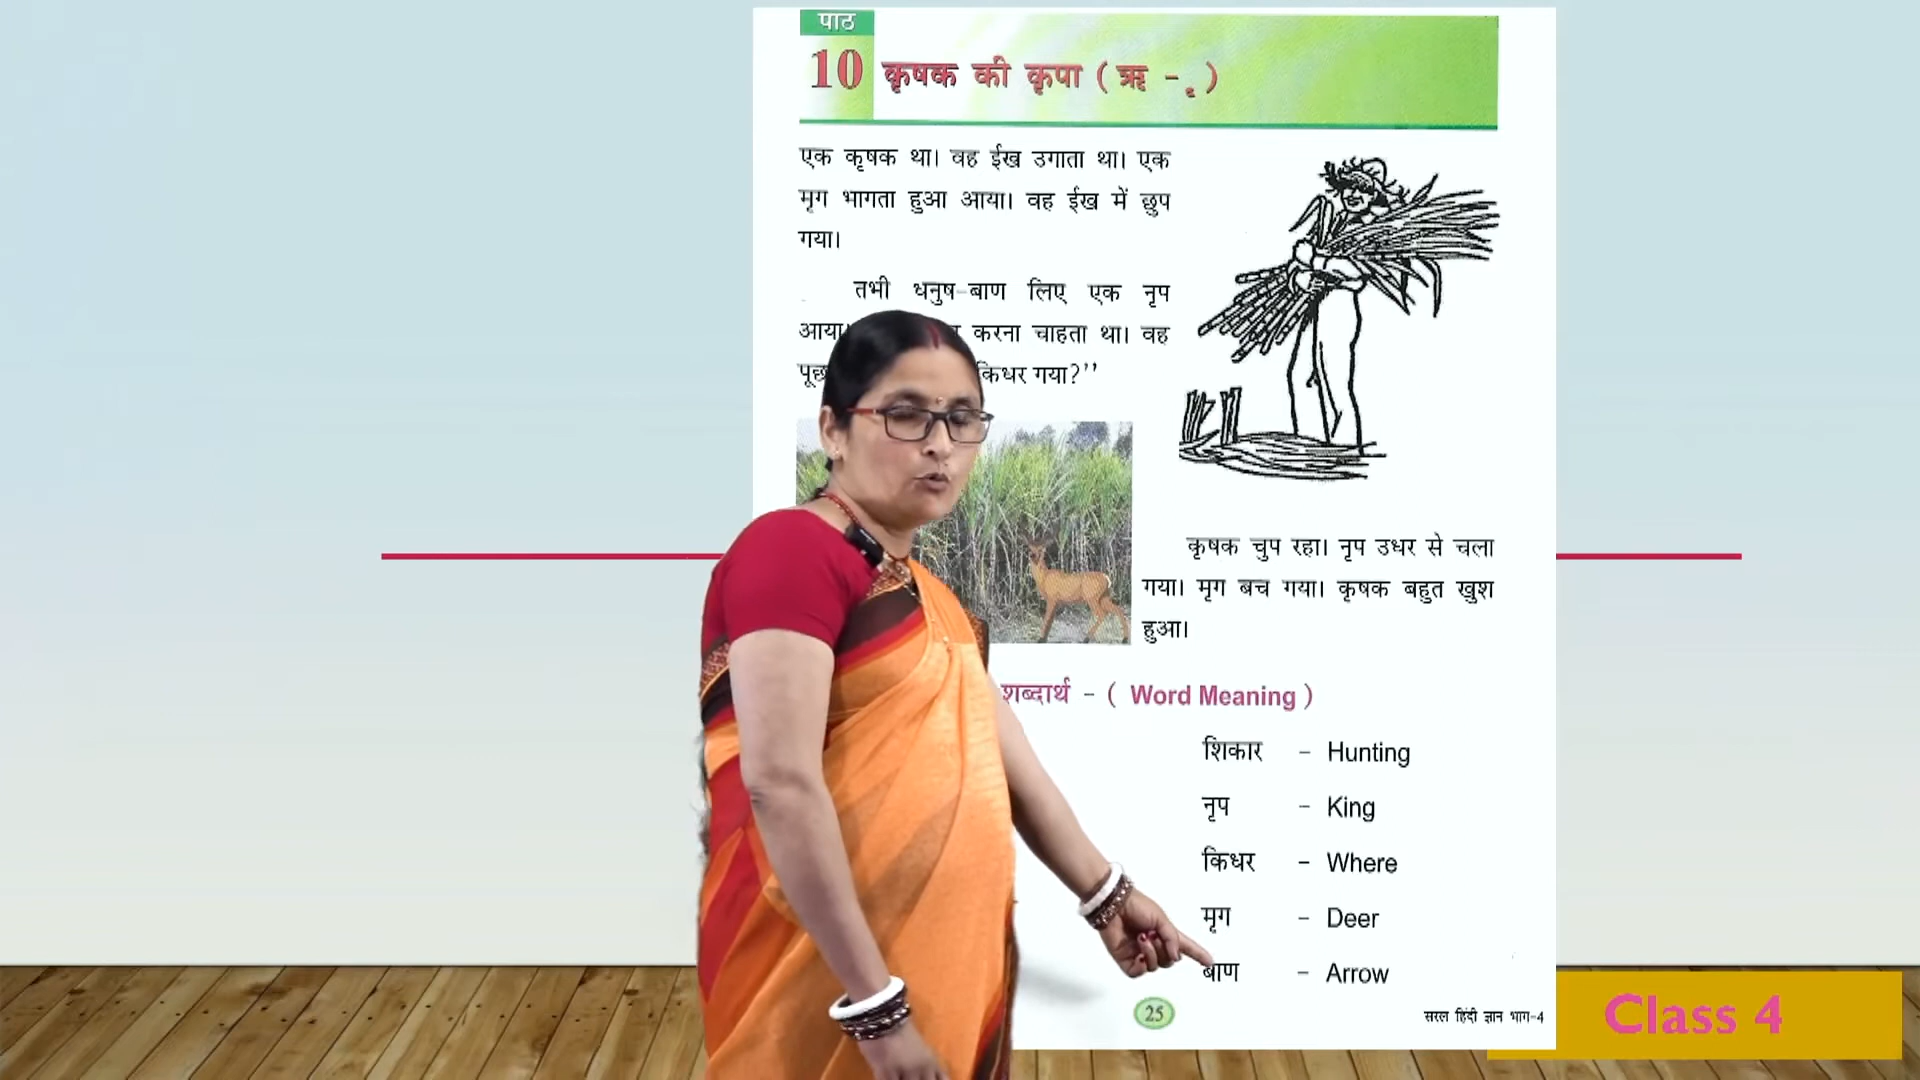 पाठ
10 कृषक की कृपा ( ऋ - ृ )
एक कृषक था। वह ईख उगाता था। एक
मृग भागता हुआ आया। वह ईख में छुप
गया।
तभी धनुष-बाण लिए एक नृप
आया। करना चाहता था। वह
किधर गया?’’
कृषक चुप रहा। नृप उधर से चला
गया। मृग बच गया। कृषक बहुत खुश
हुआ।
शब्दार्थ - ( Word Meaning )
शिकार - Hunting
नृप - King
किधर - Where
मृग - Deer
बाण - Arrow
25
सरल हिंदी ज्ञान भाग-4
Class 4